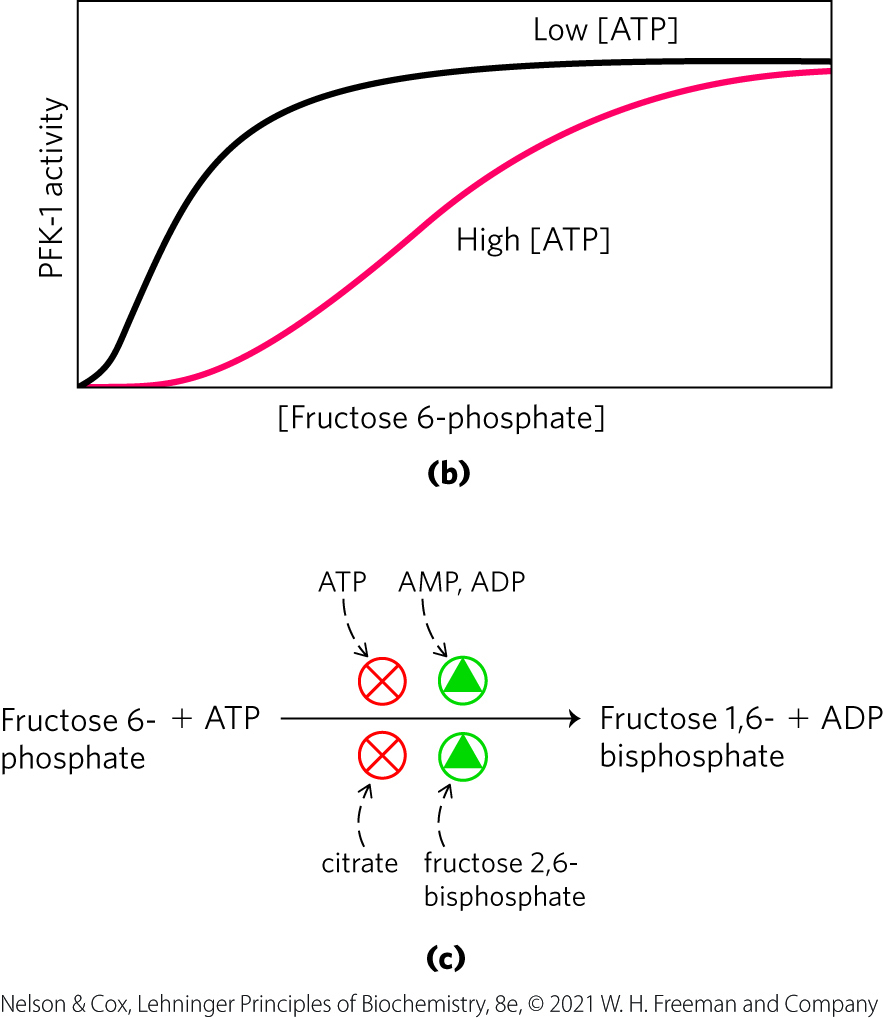 Low [ATP]
PFK-1 activity
High [ATP]
[Fructose 6-phosphate]
(b)
ATP AMP, ADP
Fructose 6-
phosphate
+ ATP
Fructose 1,6-
bisphosphate
+ ADP
citrate
fructose 2,6-
bisphosphate
(c)
Nelson & Cox, Lehninger Principles of Biochemistry, 8e, © 2021 W. H. Freeman and Company